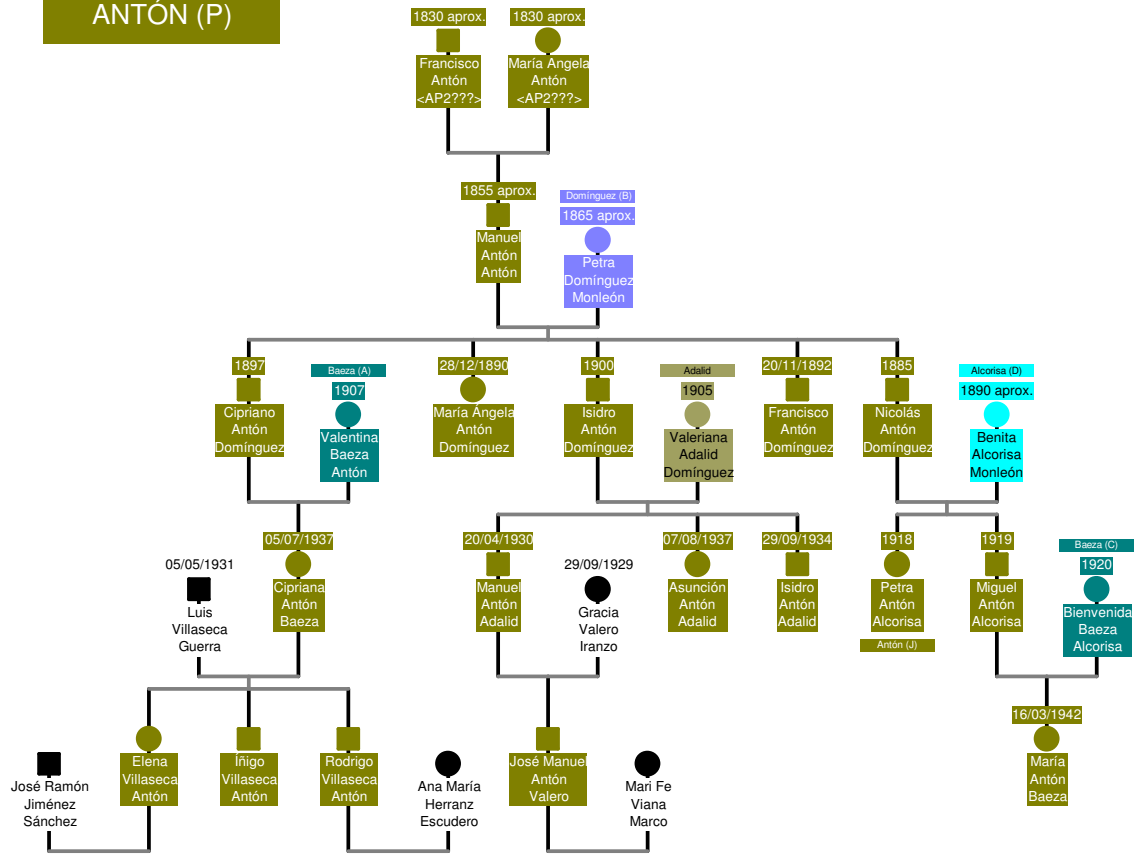 ANTÓN (P)
1830 aprox.
Francisco
Antón
<AP2???>
1830 aprox.
María Ángela
Antón
<AP2???>
1855 aprox.
Manuel
Antón
Antón
Domínguez (B)
1865 aprox.
Petra
Domínguez
Monleón
1897
Cipriano
Antón
Domínguez
Baeza (A)
1907
Valentina
Baeza
Antón
28/12/1890
María Ángela
Antón
Domínguez
1900
Isidro
Antón
Domínguez
Adalid
1905
Valeriana
Adalid
Domínguez
20/11/1892
Francisco
Antón
Domínguez
1885
Nicolás
Antón
Domínguez
Alcorisa (D)
1890 aprox.
Benita
Alcorisa
Monleón
05/05/1931
Luis
Villaseca
Guerra
05/07/1937
Cipriana
Antón
Baeza
20/04/1930
Manuel
Antón
Adalid
29/09/1929
Gracia
Valero
Iranzo
07/08/1937
Asunción
Antón
Adalid
29/09/1934
Isidro
Antón
Adalid
1918
Petra
Antón
Alcorisa
Antón (J)
1919
Miguel
Antón
Alcorisa
Baeza (C)
1920
Bienvenida
Baeza
Alcorisa
José Ramón
Jiménez
Sánchez
Elena
Villaseca
Antón
Íñigo
Villaseca
Antón
Rodrigo
Villaseca
Antón
Ana María
Herranz
Escudero
José Manuel
Antón
Valero
Mari Fe
Viana
Marco
16/03/1942
María
Antón
Baeza